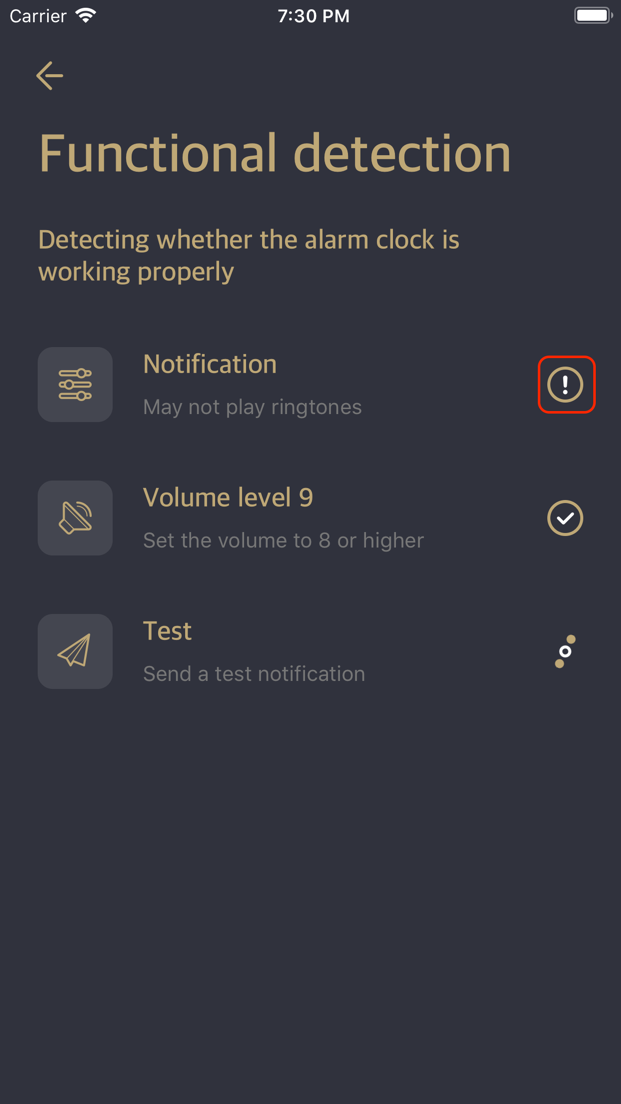 Carrier 7:30 PM
Functional detection
Detecting whether the alarm clock is
working properly
Notification
May not play ringtones
Volume level 9
Set the volume to 8 or higher
Test
Send a test notification